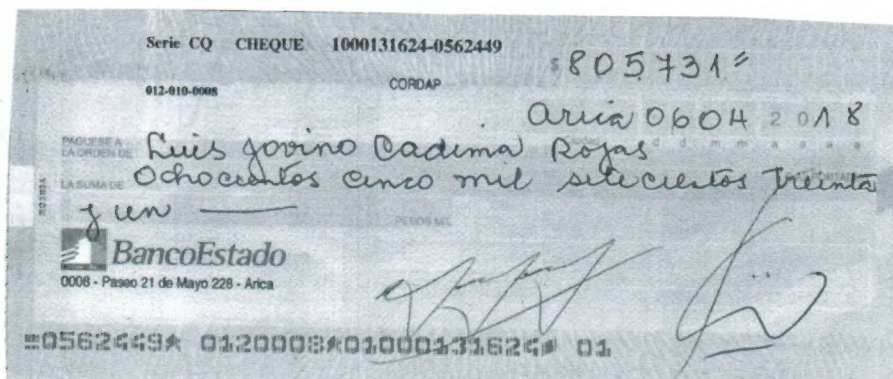 Serie CQ CHEQUE 1000131624-0562449
$ 805731=
012-010-0008
CORDAP
Arica 0604 2018
Ciudad d d m m a a a a
PAGUESE A LA ORDEN DE Luis Jovino Cadima Rojas
LA SUMA DE Ochocientos cinco mil setecientos Treinta
y un —
PESOS M/L
BancoEstado
0008 - Paseo 21 de Mayo 228 - Arica
0562449 0120008 01000131624 01